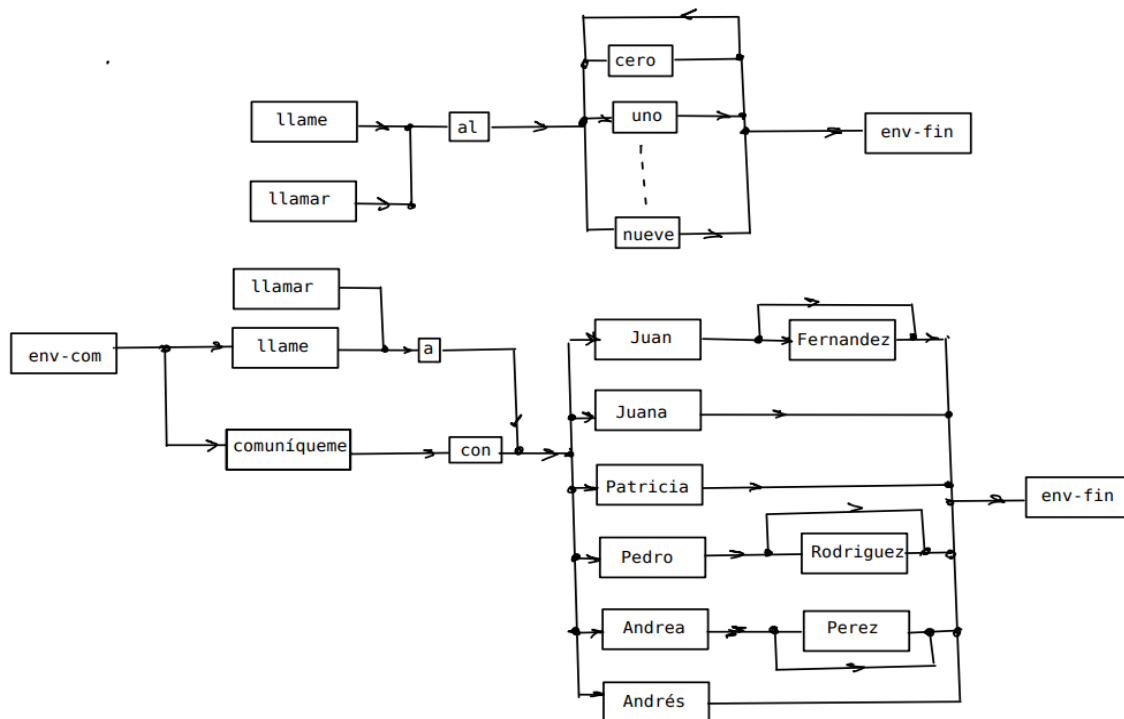 cero
uno
llame
al
env-fin
llamar
nueve
llamar
Juan
Fernandez
env-com
llame
a
Juana
comuníqueme
con
Patricia
env-fin
Pedro
Rodriguez
Andrea
Perez
Andrés